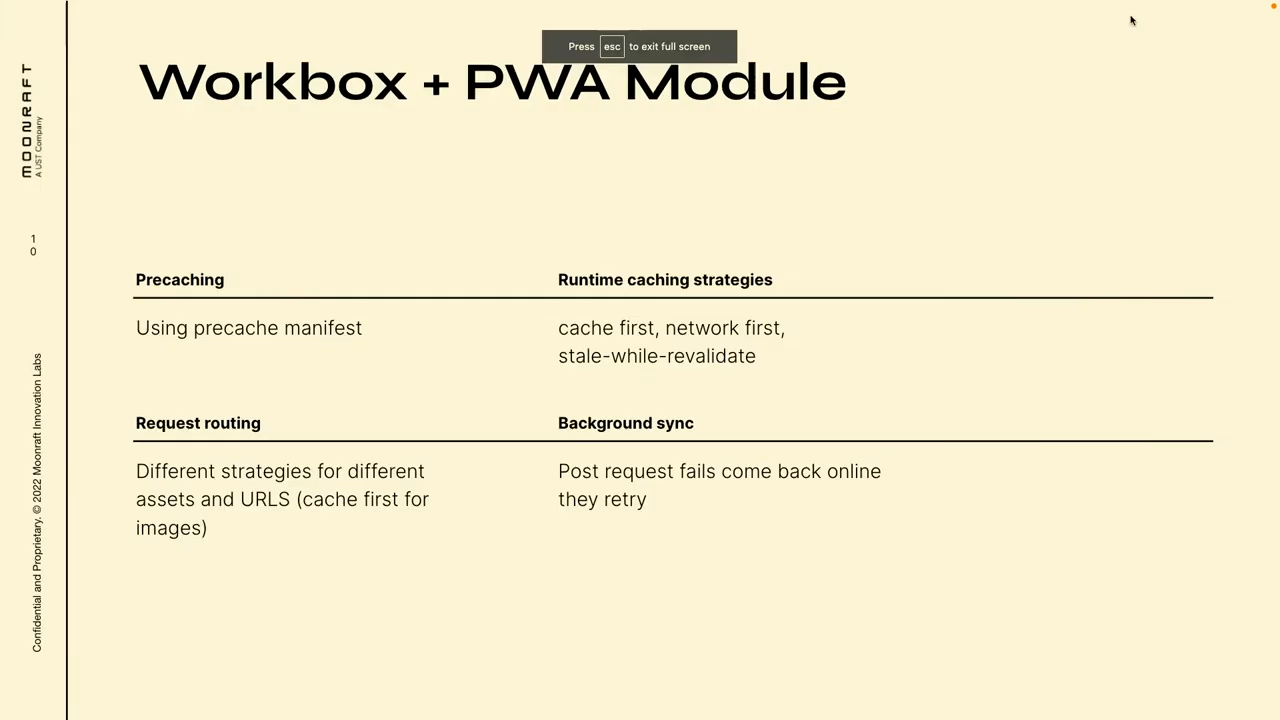 Press esc to exit full screen
Workbox + PWA Module
MOONRAFT
A UST Company
1
0
Confidential and Proprietary. © 2022 Moonraft Innovation Labs
Precaching
Using precache manifest
Runtime caching strategies
cache first, network first,
stale-while-revalidate
Request routing
Different strategies for different
assets and URLS (cache first for
images)
Background sync
Post request fails come back online
they retry